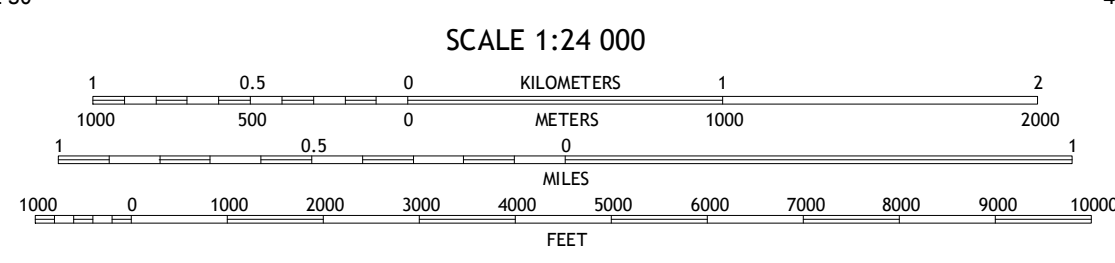 SCALE 1:24 000
1 0.5 0 KILOMETERS 1 2
1000 500 0 METERS 1000 2000
1 0.5 0 1
MILES
1000 0 1000 2000 3000 4000 5000 6000 7000 8000 9000 10000
FEET